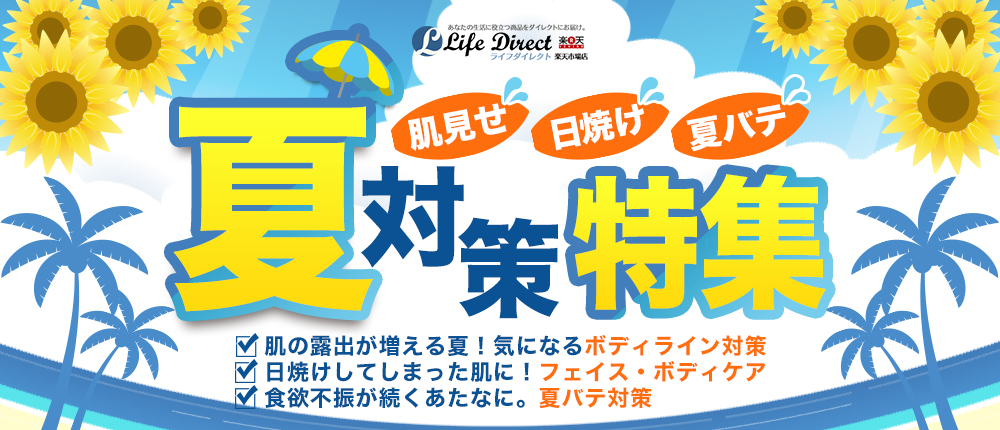 あなたの生活に役立つ商品をダイレクトにお届け。
L Life Direct 楽天
ライフダイレクト 楽天市場店
肌見せ 日焼け 夏バテ
夏対策特集
肌の露出が増える夏！気になるボディライン対策
日焼けしてしまった肌に！フェイス・ボディケア
食欲不振が続くあたなに。夏バテ対策